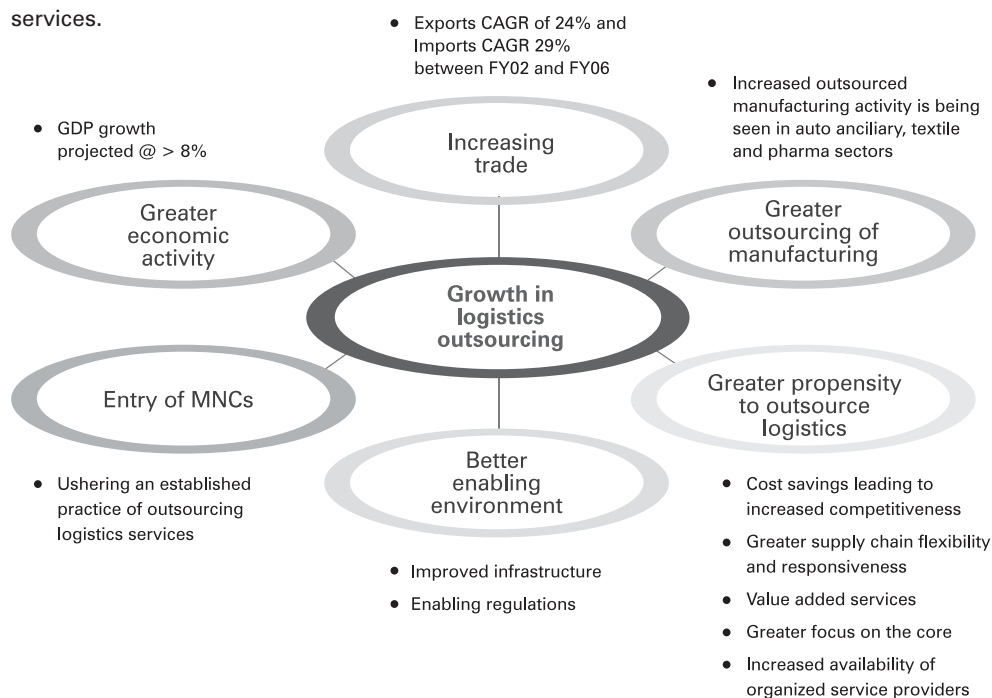 services.
• Exports CAGR of 24% and
Imports CAGR 29%
between FY02 and FY06
• Increased outsourced
manufacturing activity is being
seen in auto anciliary, textile
and pharma sectors
• GDP growth
projected @ > 8%
Increasing
trade
Greater
economic
activity
Greater
outsourcing of
manufacturing
Growth in
logistics
outsourcing
Entry of MNCs
Greater propensity
to outsource
logistics
Better
enabling
environment
• Ushering an established
practice of outsourcing
logistics services
• Improved infrastructure
• Enabling regulations
• Cost savings leading to
increased competitiveness
• Greater supply chain flexibility
and responsiveness
• Value added services
• Greater focus on the core
• Increased availability of
organized service providers